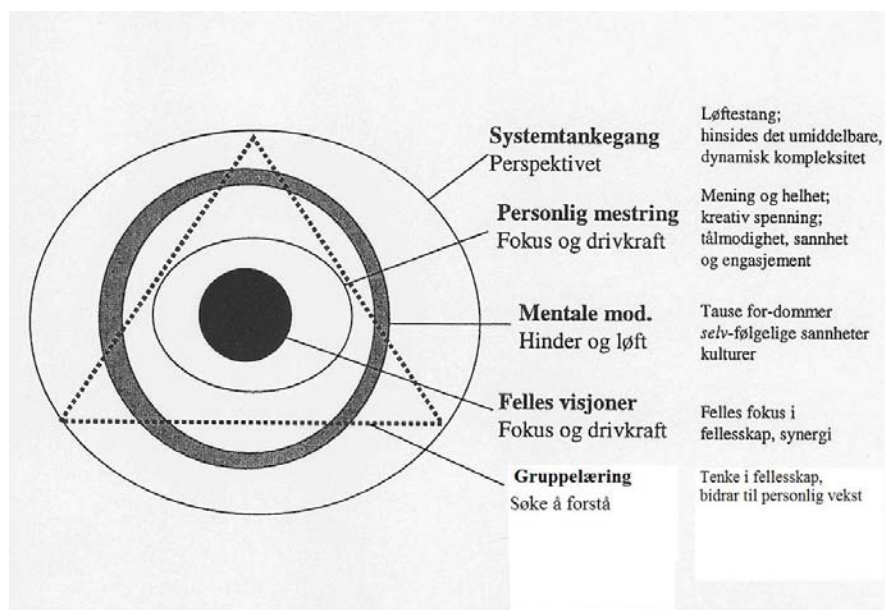 Systemtankegang
Perspektivet
Løftestang;
hinsides det umiddelbare,
dynamisk kompleksitet
Personlig mestring
Fokus og drivkraft
Mening og helhet;
kreativ spenning;
tålmodighet, sannhet
og engasjement
Mentale mod.
Hinder og løft
Tause for-dommer
selv-følgelige sannheter
kulturer
Felles visjoner
Fokus og drivkraft
Felles fokus i
fellesskap, synergi
Gruppelæring
Søke å forstå
Tenke i fellesskap,
bidrar til personlig vekst